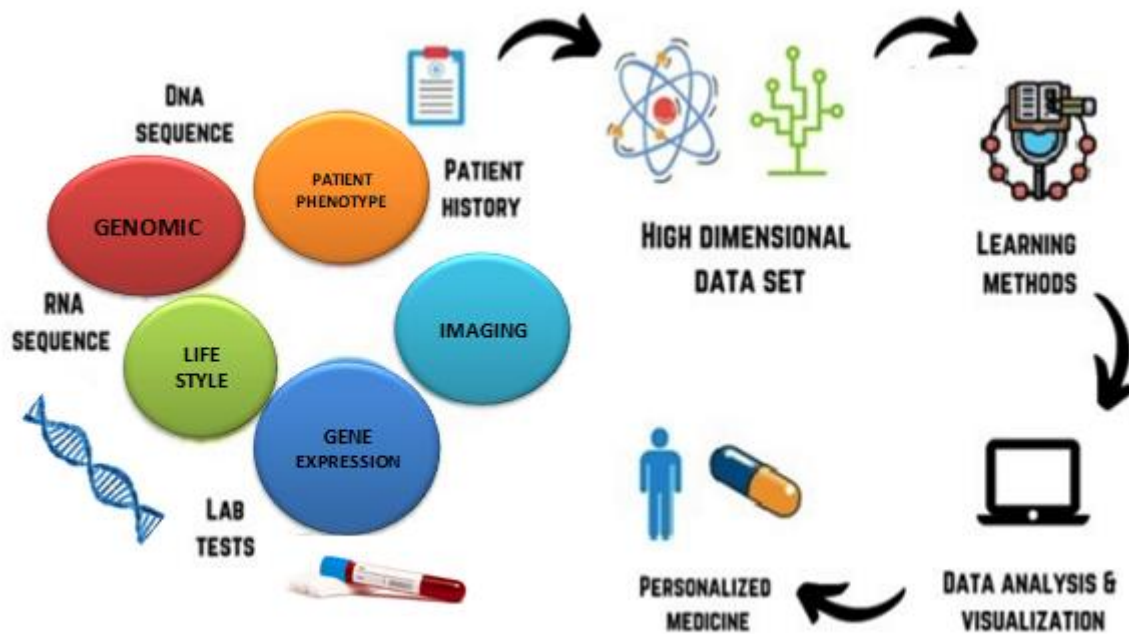 DNA
SEQUENCE
PATIENT
PHENOTYPE
PATIENT
HISTORY
GENOMIC
RNA
SEQUENCE
LIFE
STYLE
IMAGING
GENE
EXPRESSION
LAB
TESTS
HIGH DIMENSIONAL
DATA SET
LEARNING
METHODS
DATA ANALYSIS &
VISUALIZATION
PERSONALIZED
MEDICINE